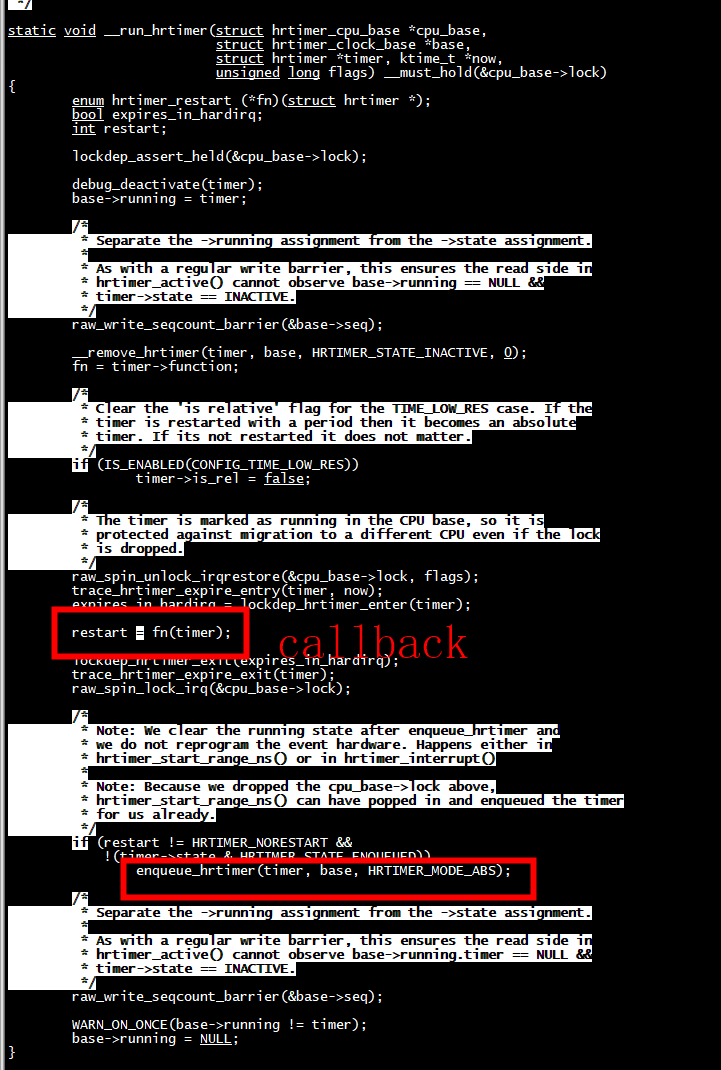 */
static void __run_hrtimer(struct hrtimer_cpu_base *cpu_base,
struct hrtimer_clock_base *base,
struct hrtimer *timer, ktime_t *now,
unsigned long flags) __must_hold(&cpu_base->lock)
{
enum hrtimer_restart (*fn)(struct hrtimer *);
bool expires_in_hardirq;
int restart;
lockdep_assert_held(&cpu_base->lock);
debug_deactivate(timer);
base->running = timer;
/*
* Separate the ->running assignment from the ->state assignment.
*
* As with a regular write barrier, this ensures the read side in
* hrtimer_active() cannot observe base->running == NULL &&
* timer->state == INACTIVE.
*/
raw_write_seqcount_barrier(&base->seq);
__remove_hrtimer(timer, base, HRTIMER_STATE_INACTIVE, 0);
fn = timer->function;
/*
* Clear the 'is relative' flag for the TIME_LOW_RES case. If the
* timer is restarted with a period then it becomes an absolute
* timer. If its not restarted it does not matter.
*/
if (IS_ENABLED(CONFIG_TIME_LOW_RES))
timer->is_rel = false;
/*
* The timer is marked as running in the CPU base, so it is
* protected against migration to a different CPU even if the lock
* is dropped.
*/
raw_spin_unlock_irqrestore(&cpu_base->lock, flags);
trace_hrtimer_expire_entry(timer, now);
expires_in_hardirq = lockdep_hrtimer_enter(timer);
restart = fn(timer);
callback
lockdep_hrtimer_exit(expires_in_hardirq);
trace_hrtimer_expire_exit(timer);
raw_spin_lock_irq(&cpu_base->lock);
/*
* Note: We clear the running state after enqueue_hrtimer and
* we do not reprogram the event hardware. Happens either in
* hrtimer_start_range_ns() or in hrtimer_interrupt()
*
* Note: Because we dropped the cpu_base->lock above,
* hrtimer_start_range_ns() can have popped in and enqueued the timer
* for us already.
*/
if (restart != HRTIMER_NORESTART &&
!(timer->state & HRTIMER_STATE_ENQUEUED))
enqueue_hrtimer(timer, base, HRTIMER_MODE_ABS);
/*
* Separate the ->running assignment from the ->state assignment.
*
* As with a regular write barrier, this ensures the read side in
* hrtimer_active() cannot observe base->running.timer == NULL &&
* timer->state == INACTIVE.
*/
raw_write_seqcount_barrier(&base->seq);
WARN_ON_ONCE(base->running != timer);
base->running = NULL;
}